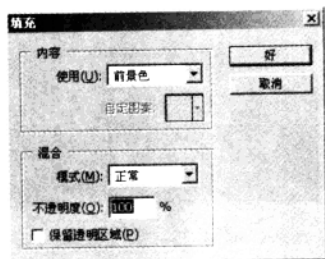 填充
内容
使用(U): 前景色
自定图案:
好
取消
混合
模式(M): 正常
不透明度(O): 100 %
保留透明区域(P)